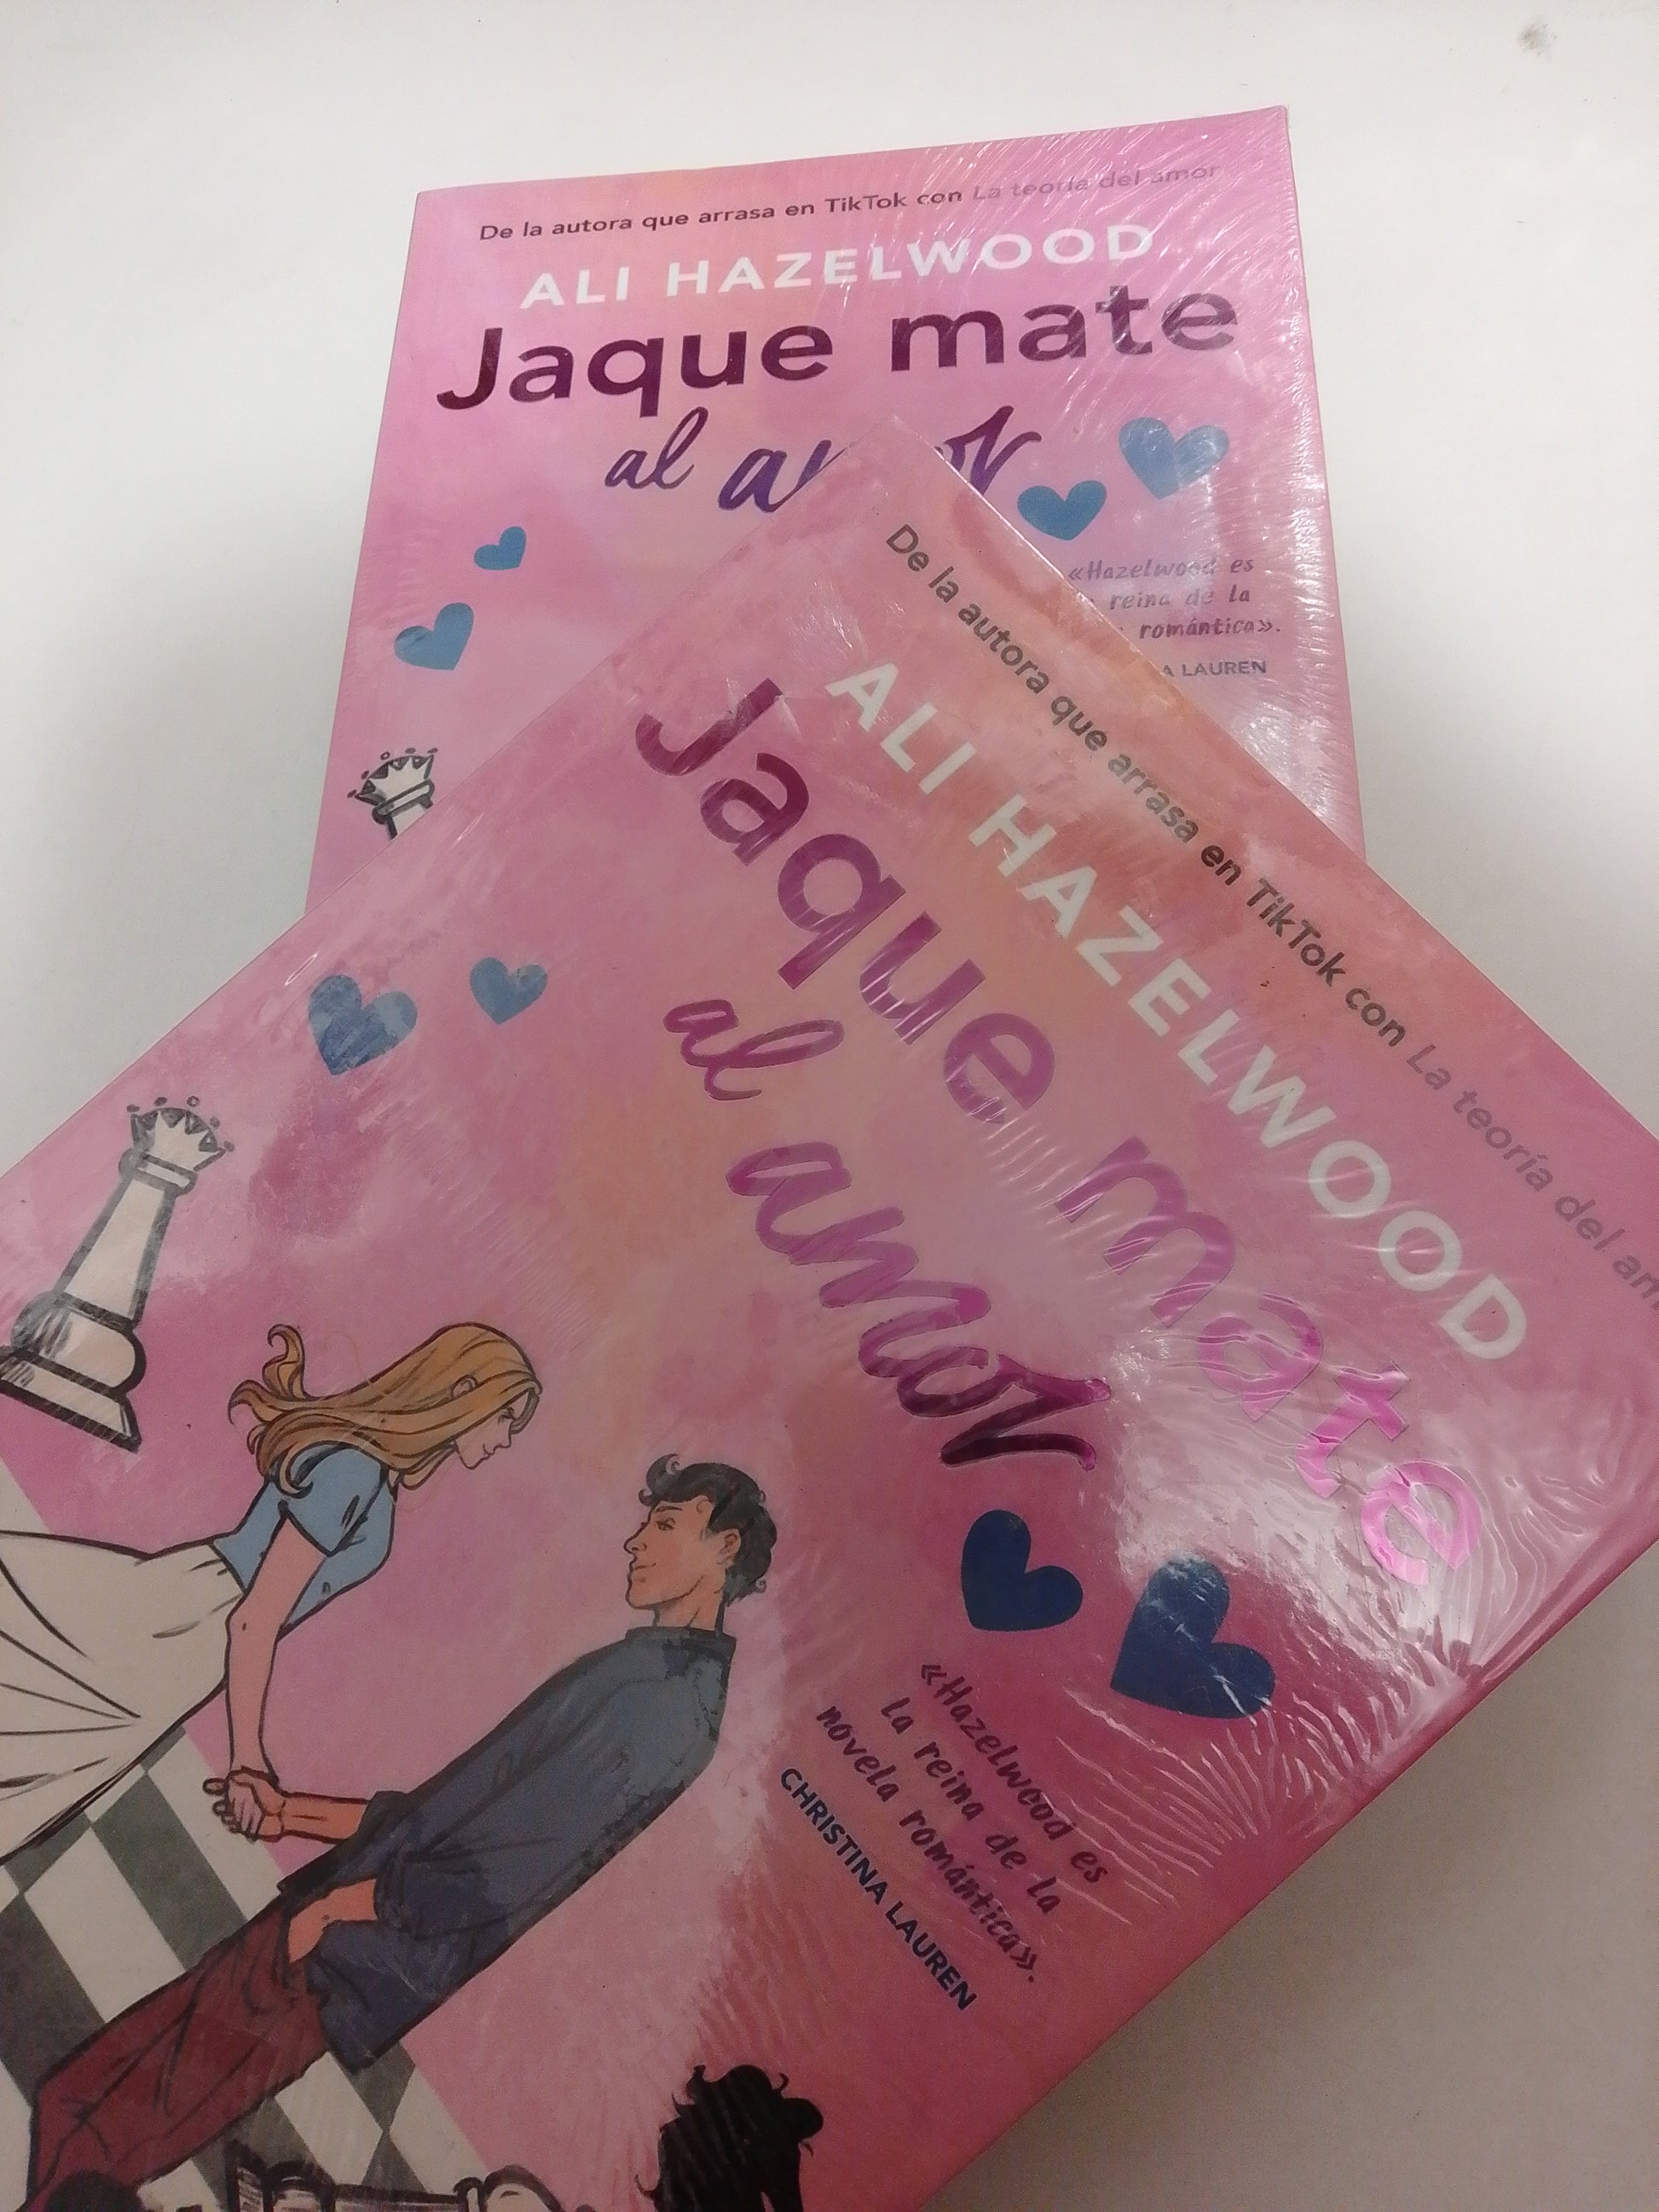 De la autora que arrasa en TikTok con La teoría del amor
ALI HAZELWOOD
Jaque mate
al amor
«Hazelwood es
reina de la
romántica».
LAUREN
De la autora que arrasa en TikTok con La teoría del am
ALI HAZELWOOD
Jaque mate
al amor
«Hazelwood es
la reina de la
novela romántica».
CHRISTINA LAUREN